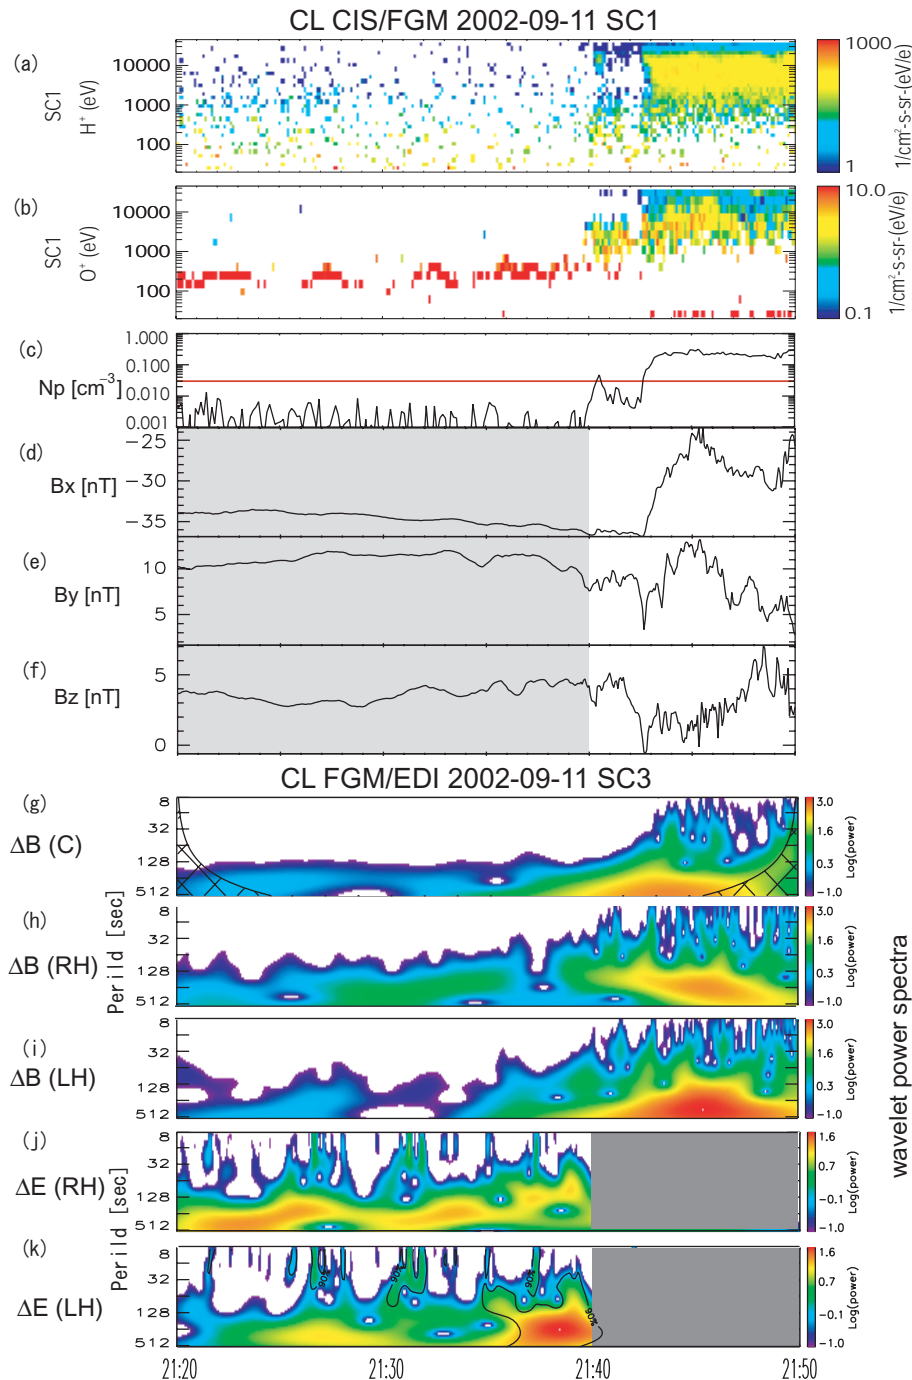 CL CIS/FGM 2002-09-11 SC1
(a)
SC1
H⁺ (eV)
10000
1000
100
1000
1
1/cm²-s-sr-(eV/e)
(b)
SC1
O⁺ (eV)
10000
1000
100
10.0
0.1
1/cm²-s-sr-(eV/e)
(c)
Np [cm⁻³]
1.000
0.100
0.010
0.001
(d)
Bx [nT]
−25
−30
−35
(e)
By [nT]
10
5
(f)
Bz [nT]
5
0
CL FGM/EDI 2002-09-11 SC3
(g)
ΔB (C)
8
32
128
512
3.0
1.6
0.3
−1.0
Log(power)
(h)
ΔB (RH)
Perild [sec]
8
32
128
512
3.0
1.6
0.3
−1.0
Log(power)
(i)
ΔB (LH)
8
32
128
512
3.0
1.6
0.3
−1.0
Log(power)
wavelet power spectra
(j)
ΔE (RH)
Perild [sec]
8
32
128
512
1.6
0.7
−0.1
−1.0
Log(power)
(k)
ΔE (LH)
8
32
128
512
90%
90%
90%
90%
1.6
0.7
−0.1
−1.0
Log(power)
21:20
21:30
21:40
21:50